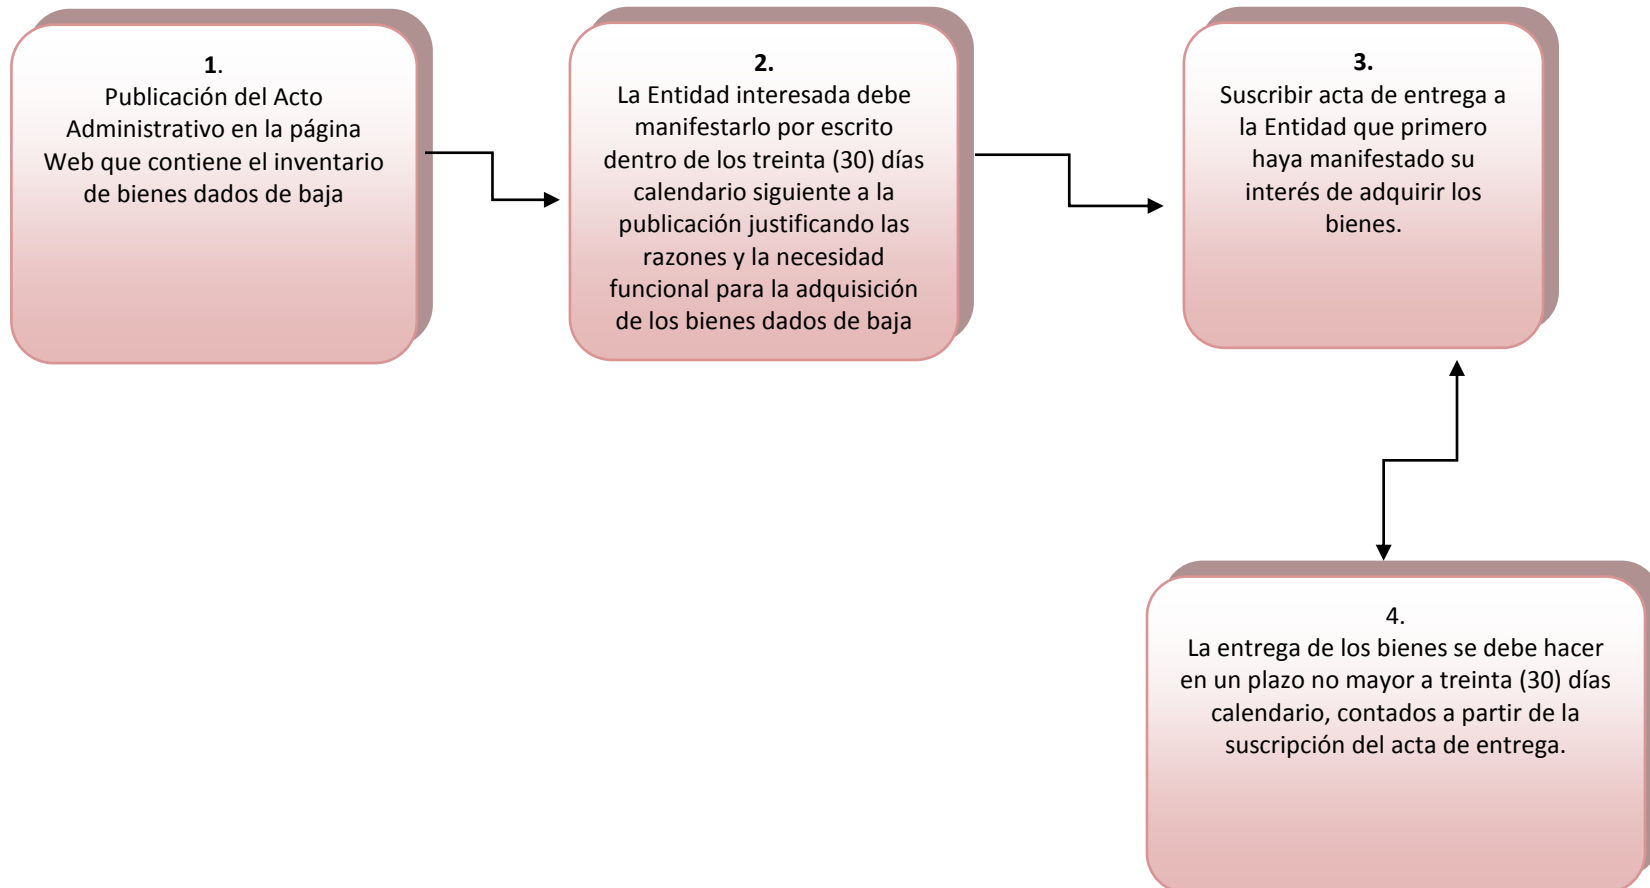 1.
Publicación del Acto
Administrativo en la página
Web que contiene el inventario
de bienes dados de baja
2.
La Entidad interesada debe
manifestarlo por escrito
dentro de los treinta (30) días
calendario siguiente a la
publicación justificando las
razones y la necesidad
funcional para la adquisición
de los bienes dados de baja
3.
Suscribir acta de entrega a
la Entidad que primero
haya manifestado su
interés de adquirir los
bienes.
4.
La entrega de los bienes se debe hacer
en un plazo no mayor a treinta (30) días
calendario, contados a partir de la
suscripción del acta de entrega.